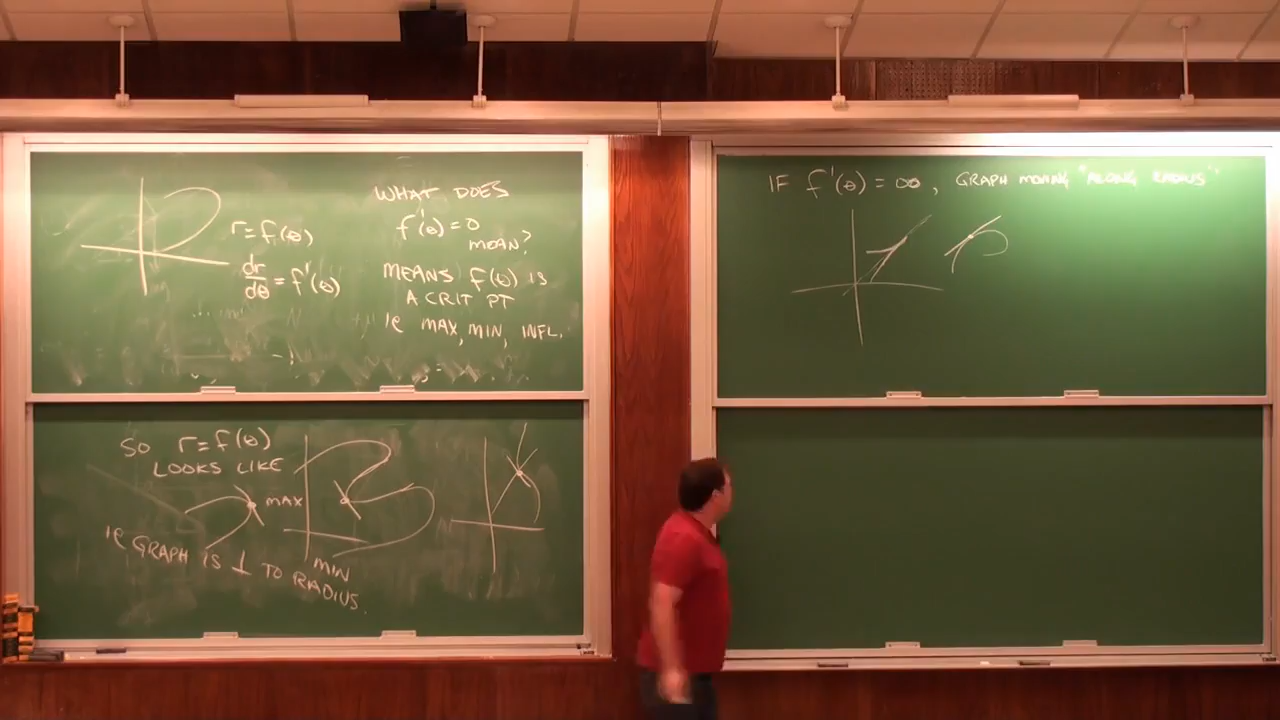 r = f(θ)
dr/dθ = f'(θ)
WHAT DOES
f'(θ) = 0
MEAN?
MEANS f(θ) IS
A CRIT PT
ie MAX, MIN, INFL.
SO r = f(θ)
LOOKS LIKE
MAX
MIN
ie GRAPH IS ⊥ TO RADIUS.
IF f'(θ) = ∞, GRAPH MOVING "ALONG RADIUS"